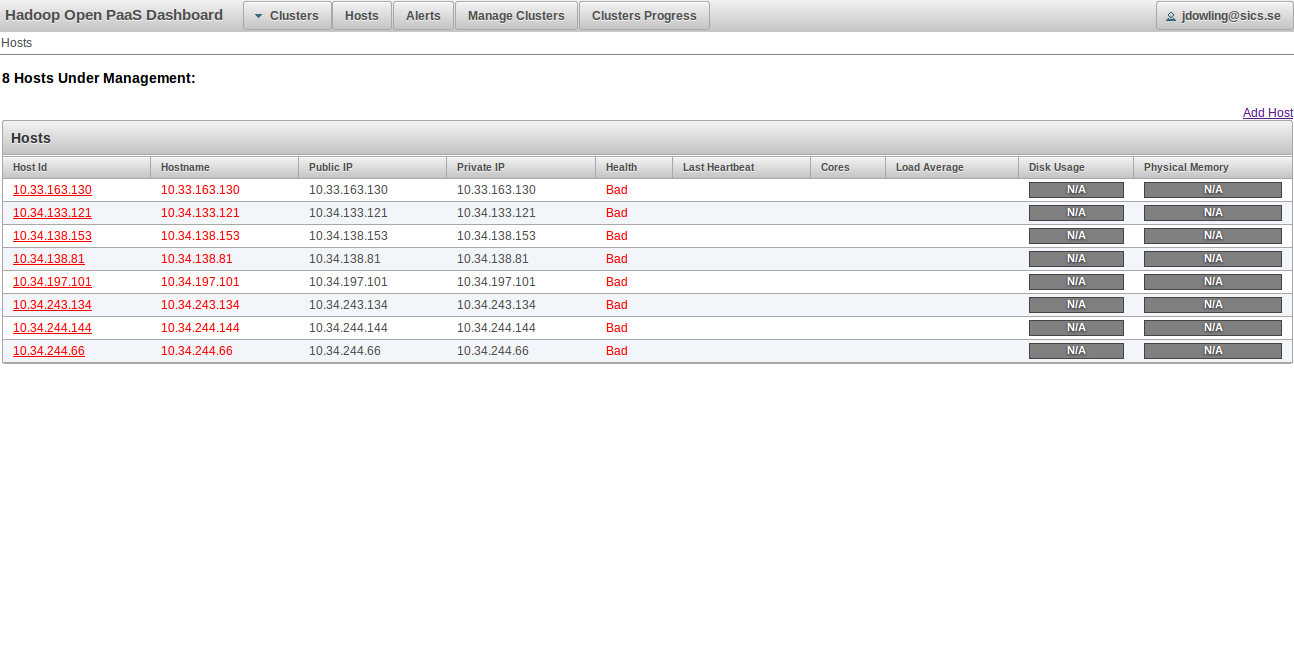 Hadoop Open PaaS Dashboard Clusters Hosts Alerts Manage Clusters Clusters Progress jdowling@sics.se
Hosts
8 Hosts Under Management:
Add Host
Hosts
Host Id Hostname Public IP Private IP Health Last Heartbeat Cores Load Average Disk Usage Physical Memory
10.33.163.130 10.33.163.130 10.33.163.130 10.33.163.130 Bad N/A N/A
10.34.133.121 10.34.133.121 10.34.133.121 10.34.133.121 Bad N/A N/A
10.34.138.153 10.34.138.153 10.34.138.153 10.34.138.153 Bad N/A N/A
10.34.138.81 10.34.138.81 10.34.138.81 10.34.138.81 Bad N/A N/A
10.34.197.101 10.34.197.101 10.34.197.101 10.34.197.101 Bad N/A N/A
10.34.243.134 10.34.243.134 10.34.243.134 10.34.243.134 Bad N/A N/A
10.34.244.144 10.34.244.144 10.34.244.144 10.34.244.144 Bad N/A N/A
10.34.244.66 10.34.244.66 10.34.244.66 10.34.244.66 Bad N/A N/A